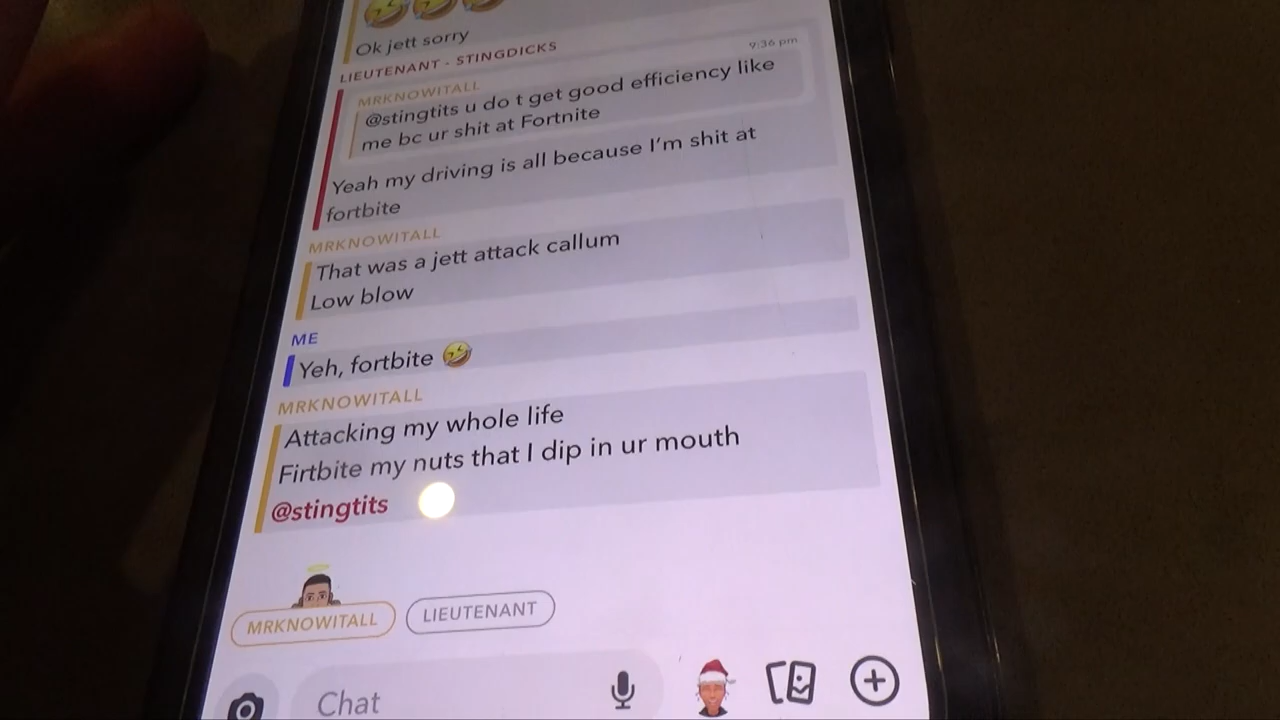 🤣🤣🤣
Ok jett sorry
LIEUTENANT - STINGDICKS
9:36 pm
MRKNOWITALL
@stingtits u do t get good efficiency like
me bc ur shit at Fortnite
Yeah my driving is all because I'm shit at
fortbite
MRKNOWITALL
That was a jett attack callum
Low blow
ME
Yeh, fortbite 🤣
MRKNOWITALL
Attacking my whole life
Firtbite my nuts that I dip in ur mouth
@stingtits
MRKNOWITALL
LIEUTENANT
Chat